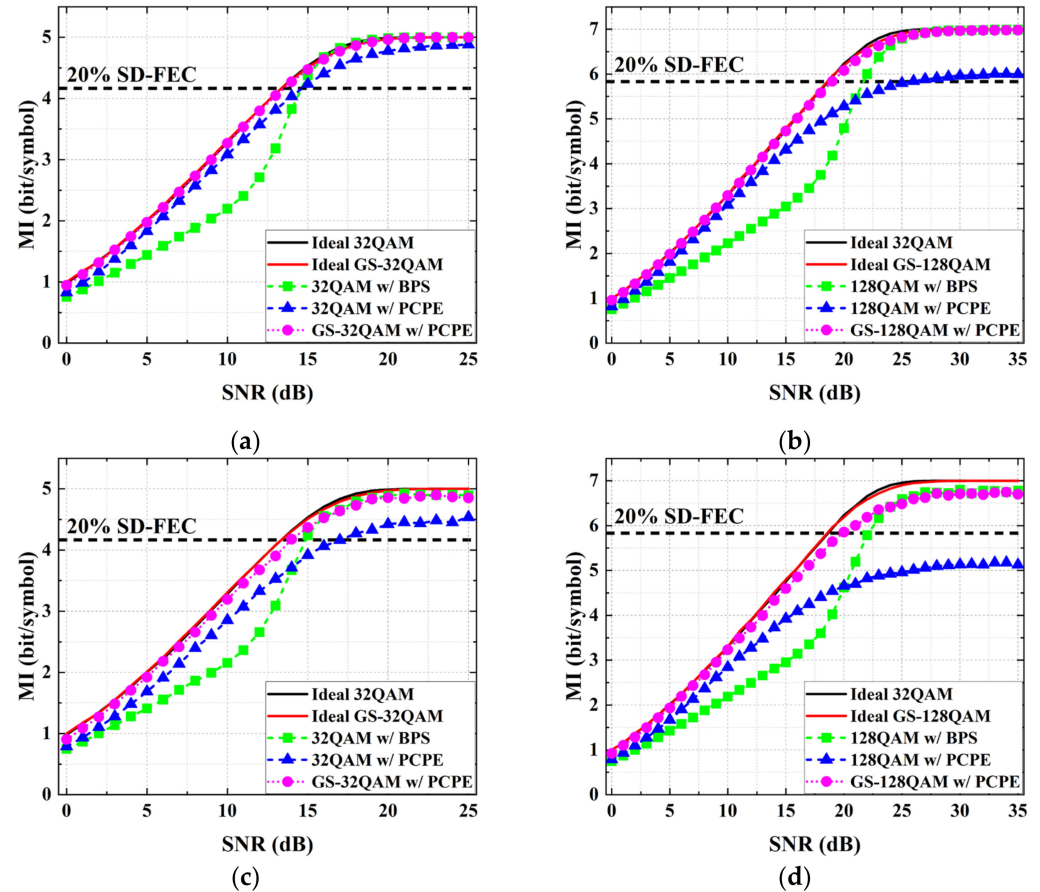 20% SD-FEC
MI (bit/symbol)
5
4
3
2
1
0
5
10
15
20
25
SNR (dB)
Ideal 32QAM
Ideal GS-32QAM
32QAM w/ BPS
32QAM w/ PCPE
GS-32QAM w/ PCPE
(a)
20% SD-FEC
MI (bit/symbol)
7
6
5
4
3
2
1
0
0
5
10
15
20
25
30
35
SNR (dB)
Ideal 32QAM
Ideal GS-128QAM
128QAM w/ BPS
128QAM w/ PCPE
GS-128QAM w/ PCPE
(b)
20% SD-FEC
MI (bit/symbol)
5
4
3
2
1
0
0
5
10
15
20
25
SNR (dB)
Ideal 32QAM
Ideal GS-32QAM
32QAM w/ BPS
32QAM w/ PCPE
GS-32QAM w/ PCPE
(c)
20% SD-FEC
MI (bit/symbol)
7
6
5
4
3
2
1
0
0
5
10
15
20
25
30
35
SNR (dB)
Ideal 32QAM
Ideal GS-128QAM
128QAM w/ BPS
128QAM w/ PCPE
GS-128QAM w/ PCPE
(d)